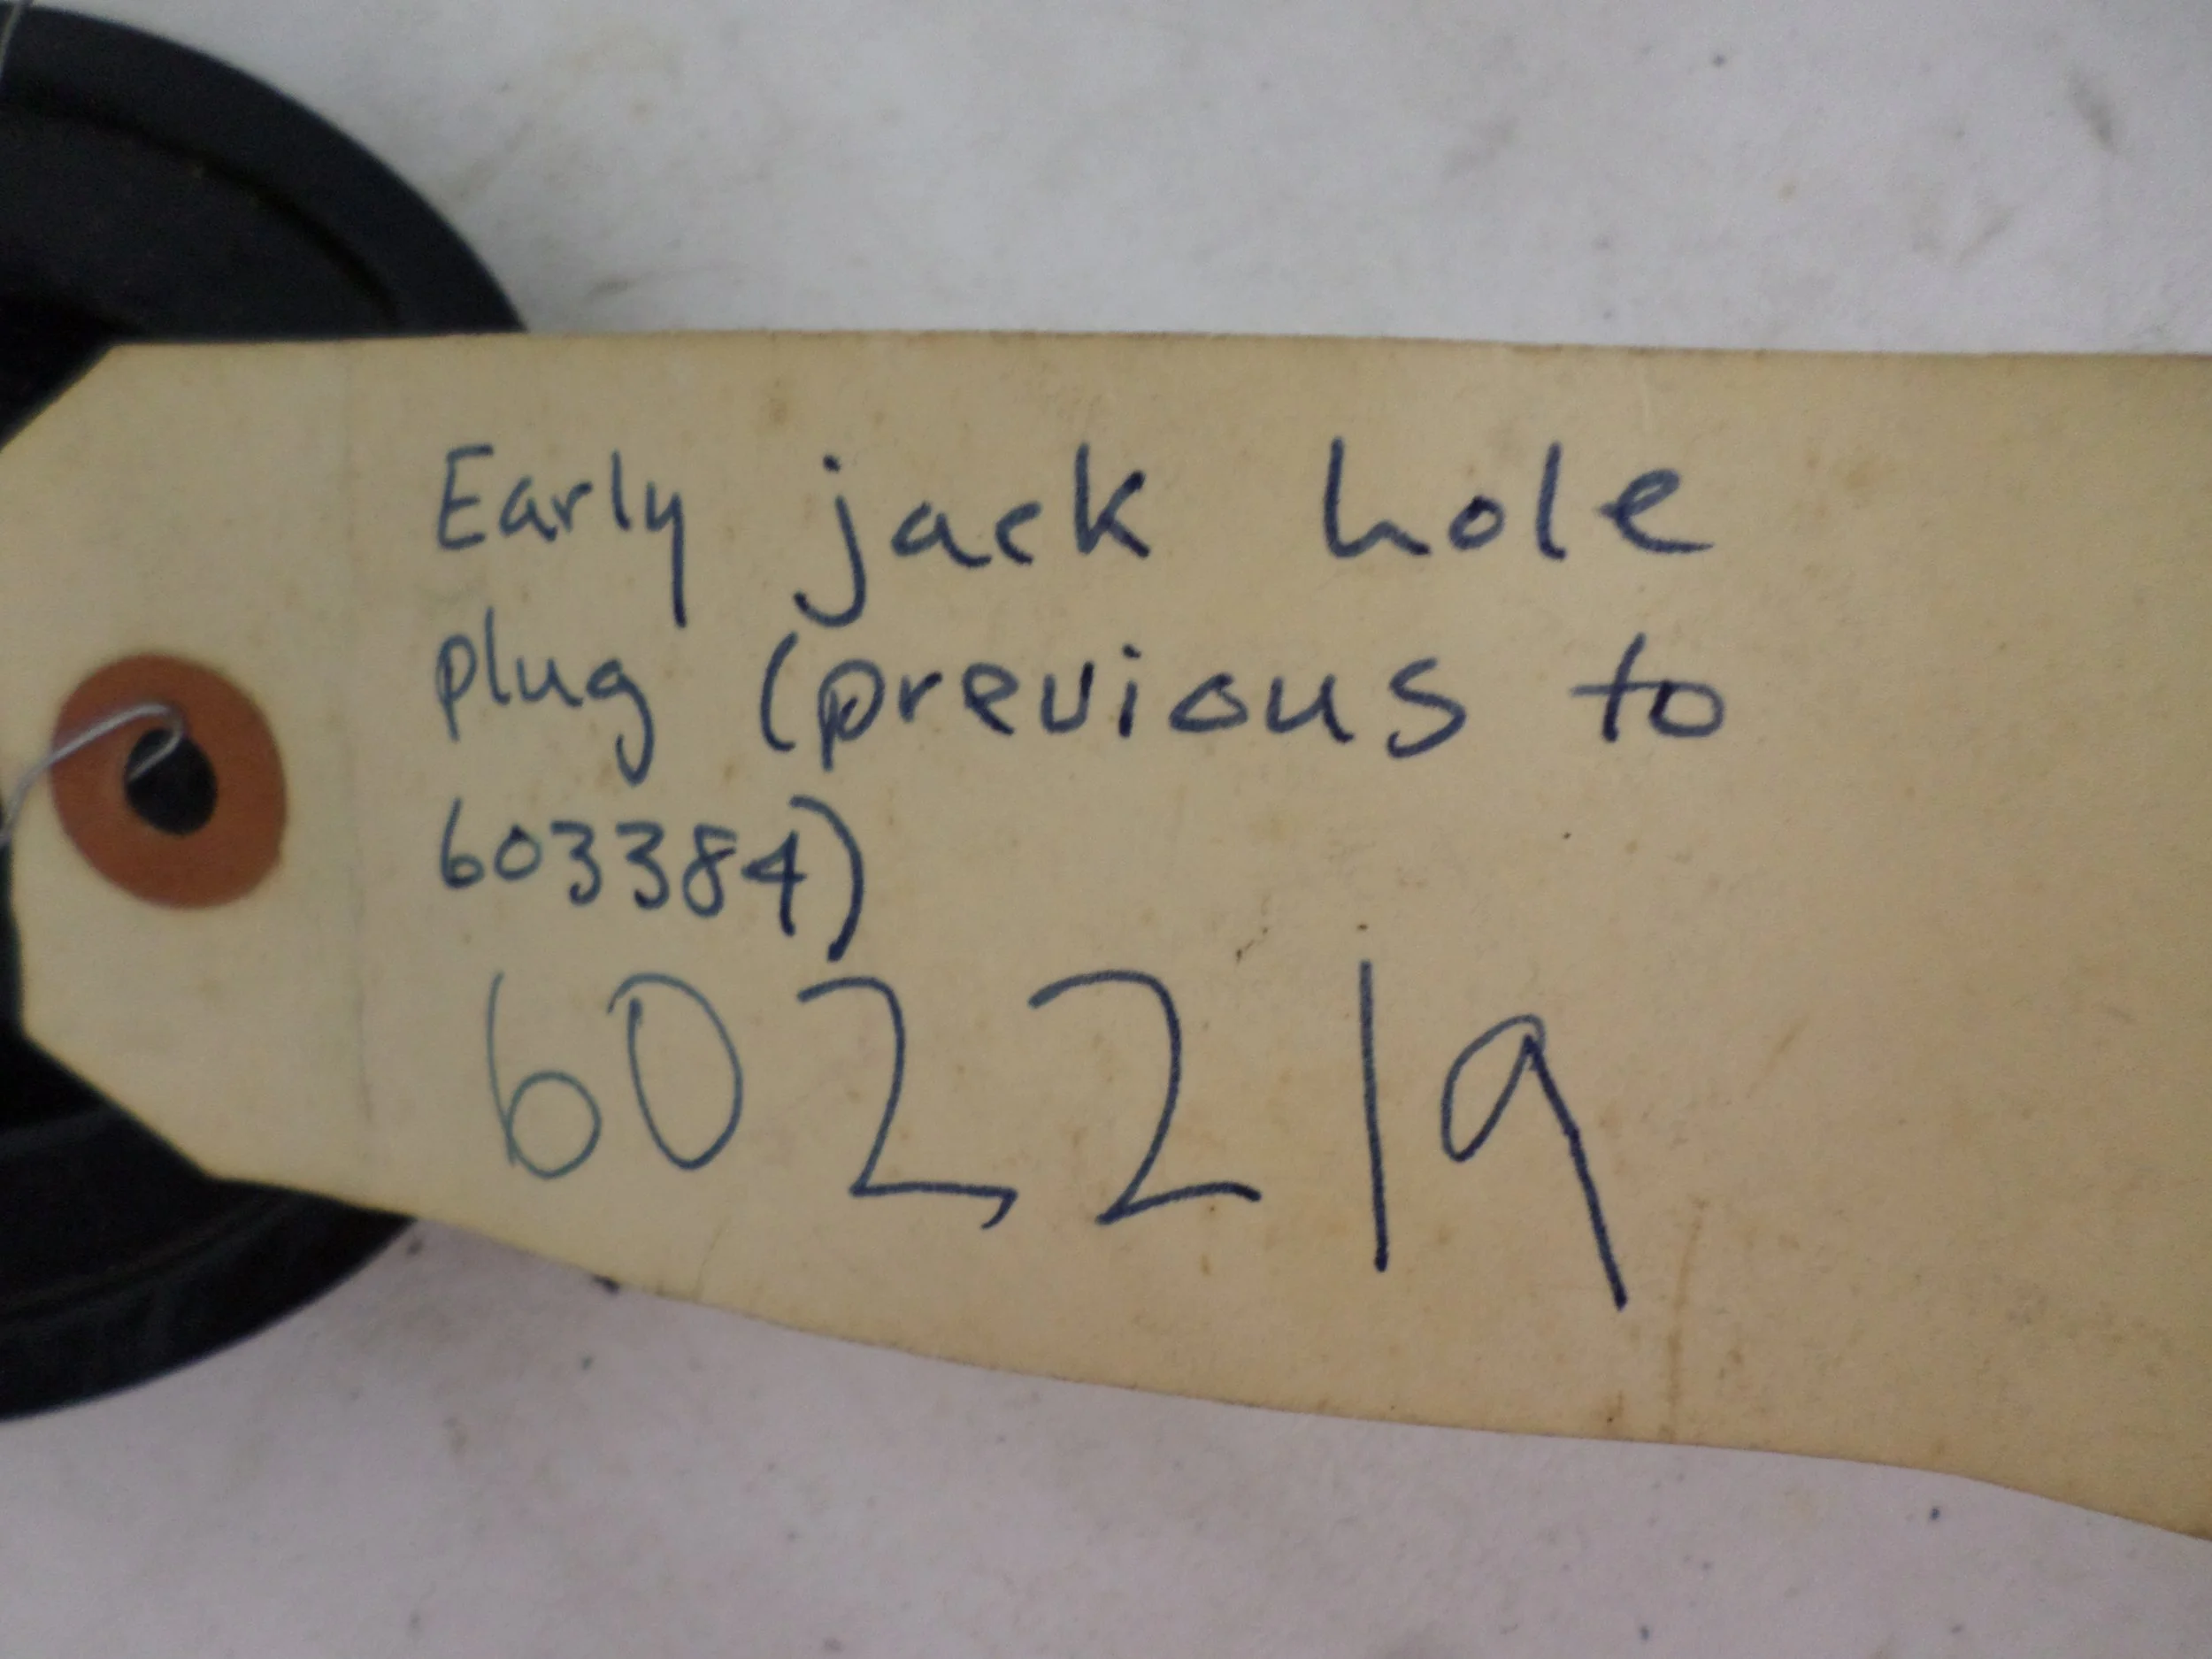 Early jack hole
plug (previous to
603384)
602219